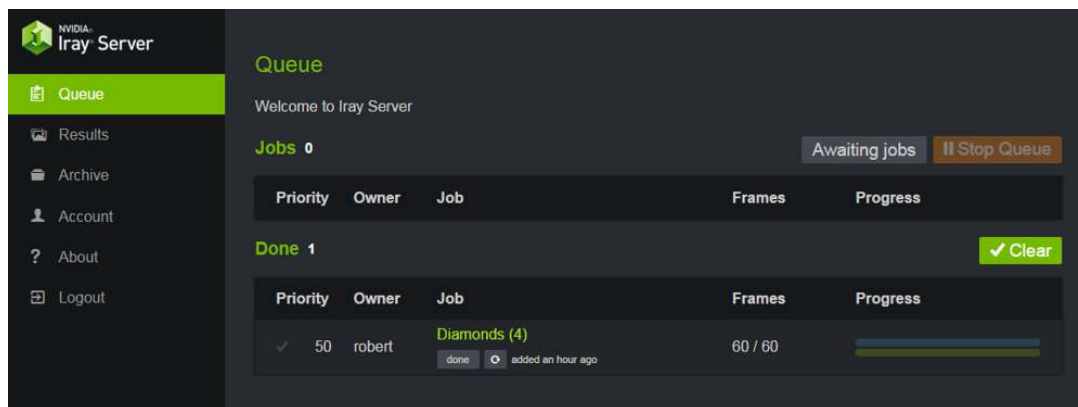 NVIDIA.
Iray® Server
Queue
Results
Archive
Account
? About
Logout
Queue
Welcome to Iray Server
Jobs 0
Awaiting jobs
Stop Queue
Priority Owner Job Frames Progress
Done 1
Clear
Priority Owner Job Frames Progress
50 robert Diamonds (4) 60 / 60
done added an hour ago